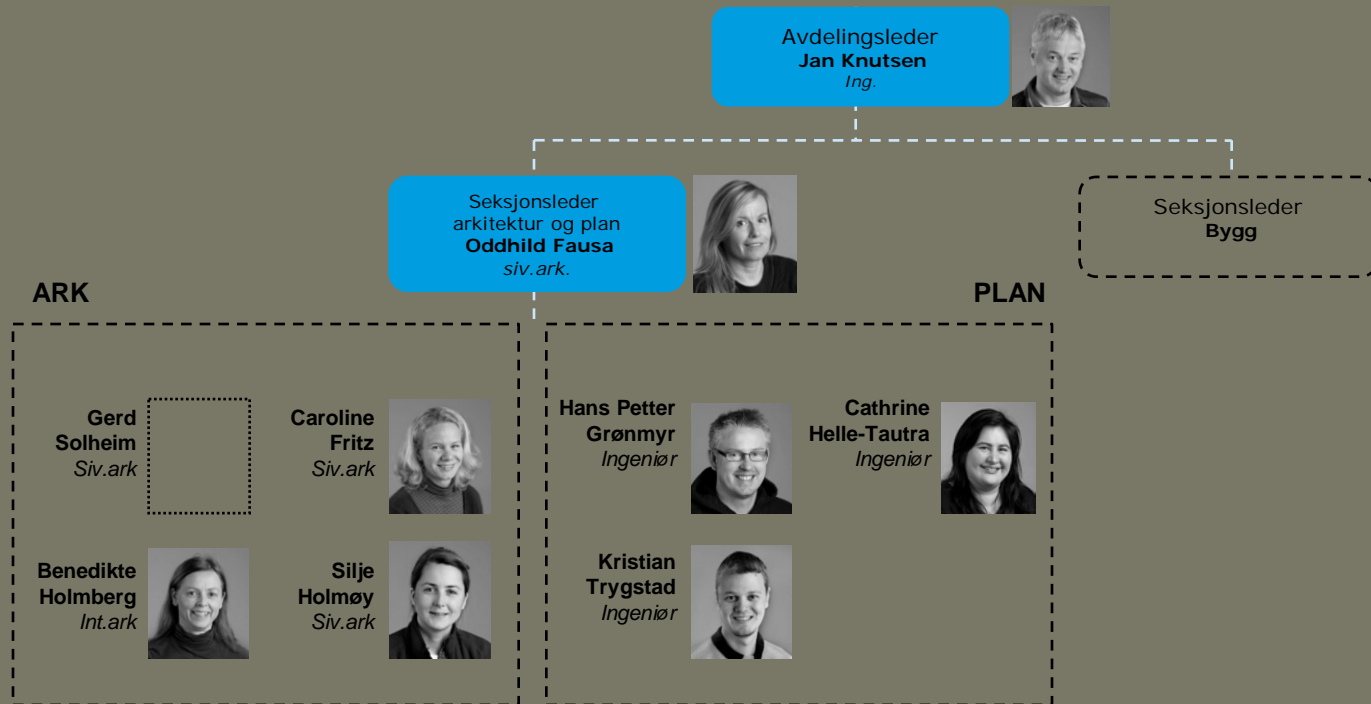 Avdelingsleder
Jan Knutsen
Ing.
Seksjonsleder
arkitektur og plan
Oddhild Fausa
siv.ark.
Seksjonsleder
Bygg
ARK
PLAN
Gerd
Solheim
Siv.ark
Caroline
Fritz
Siv.ark
Hans Petter
Grønmyr
Ingeniør
Cathrine
Helle-Tautra
Ingeniør
Benedikte
Holmberg
Int.ark
Silje
Holmøy
Siv.ark
Kristian
Trygstad
Ingeniør